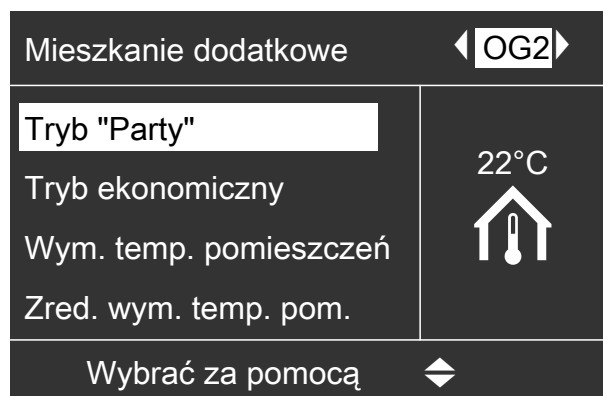 Mieszkanie dodatkowe OG2
Tryb "Party"
Tryb ekonomiczny
Wym. temp. pomieszczeń
Zred. wym. temp. pom.
22°C
Wybrać za pomocą